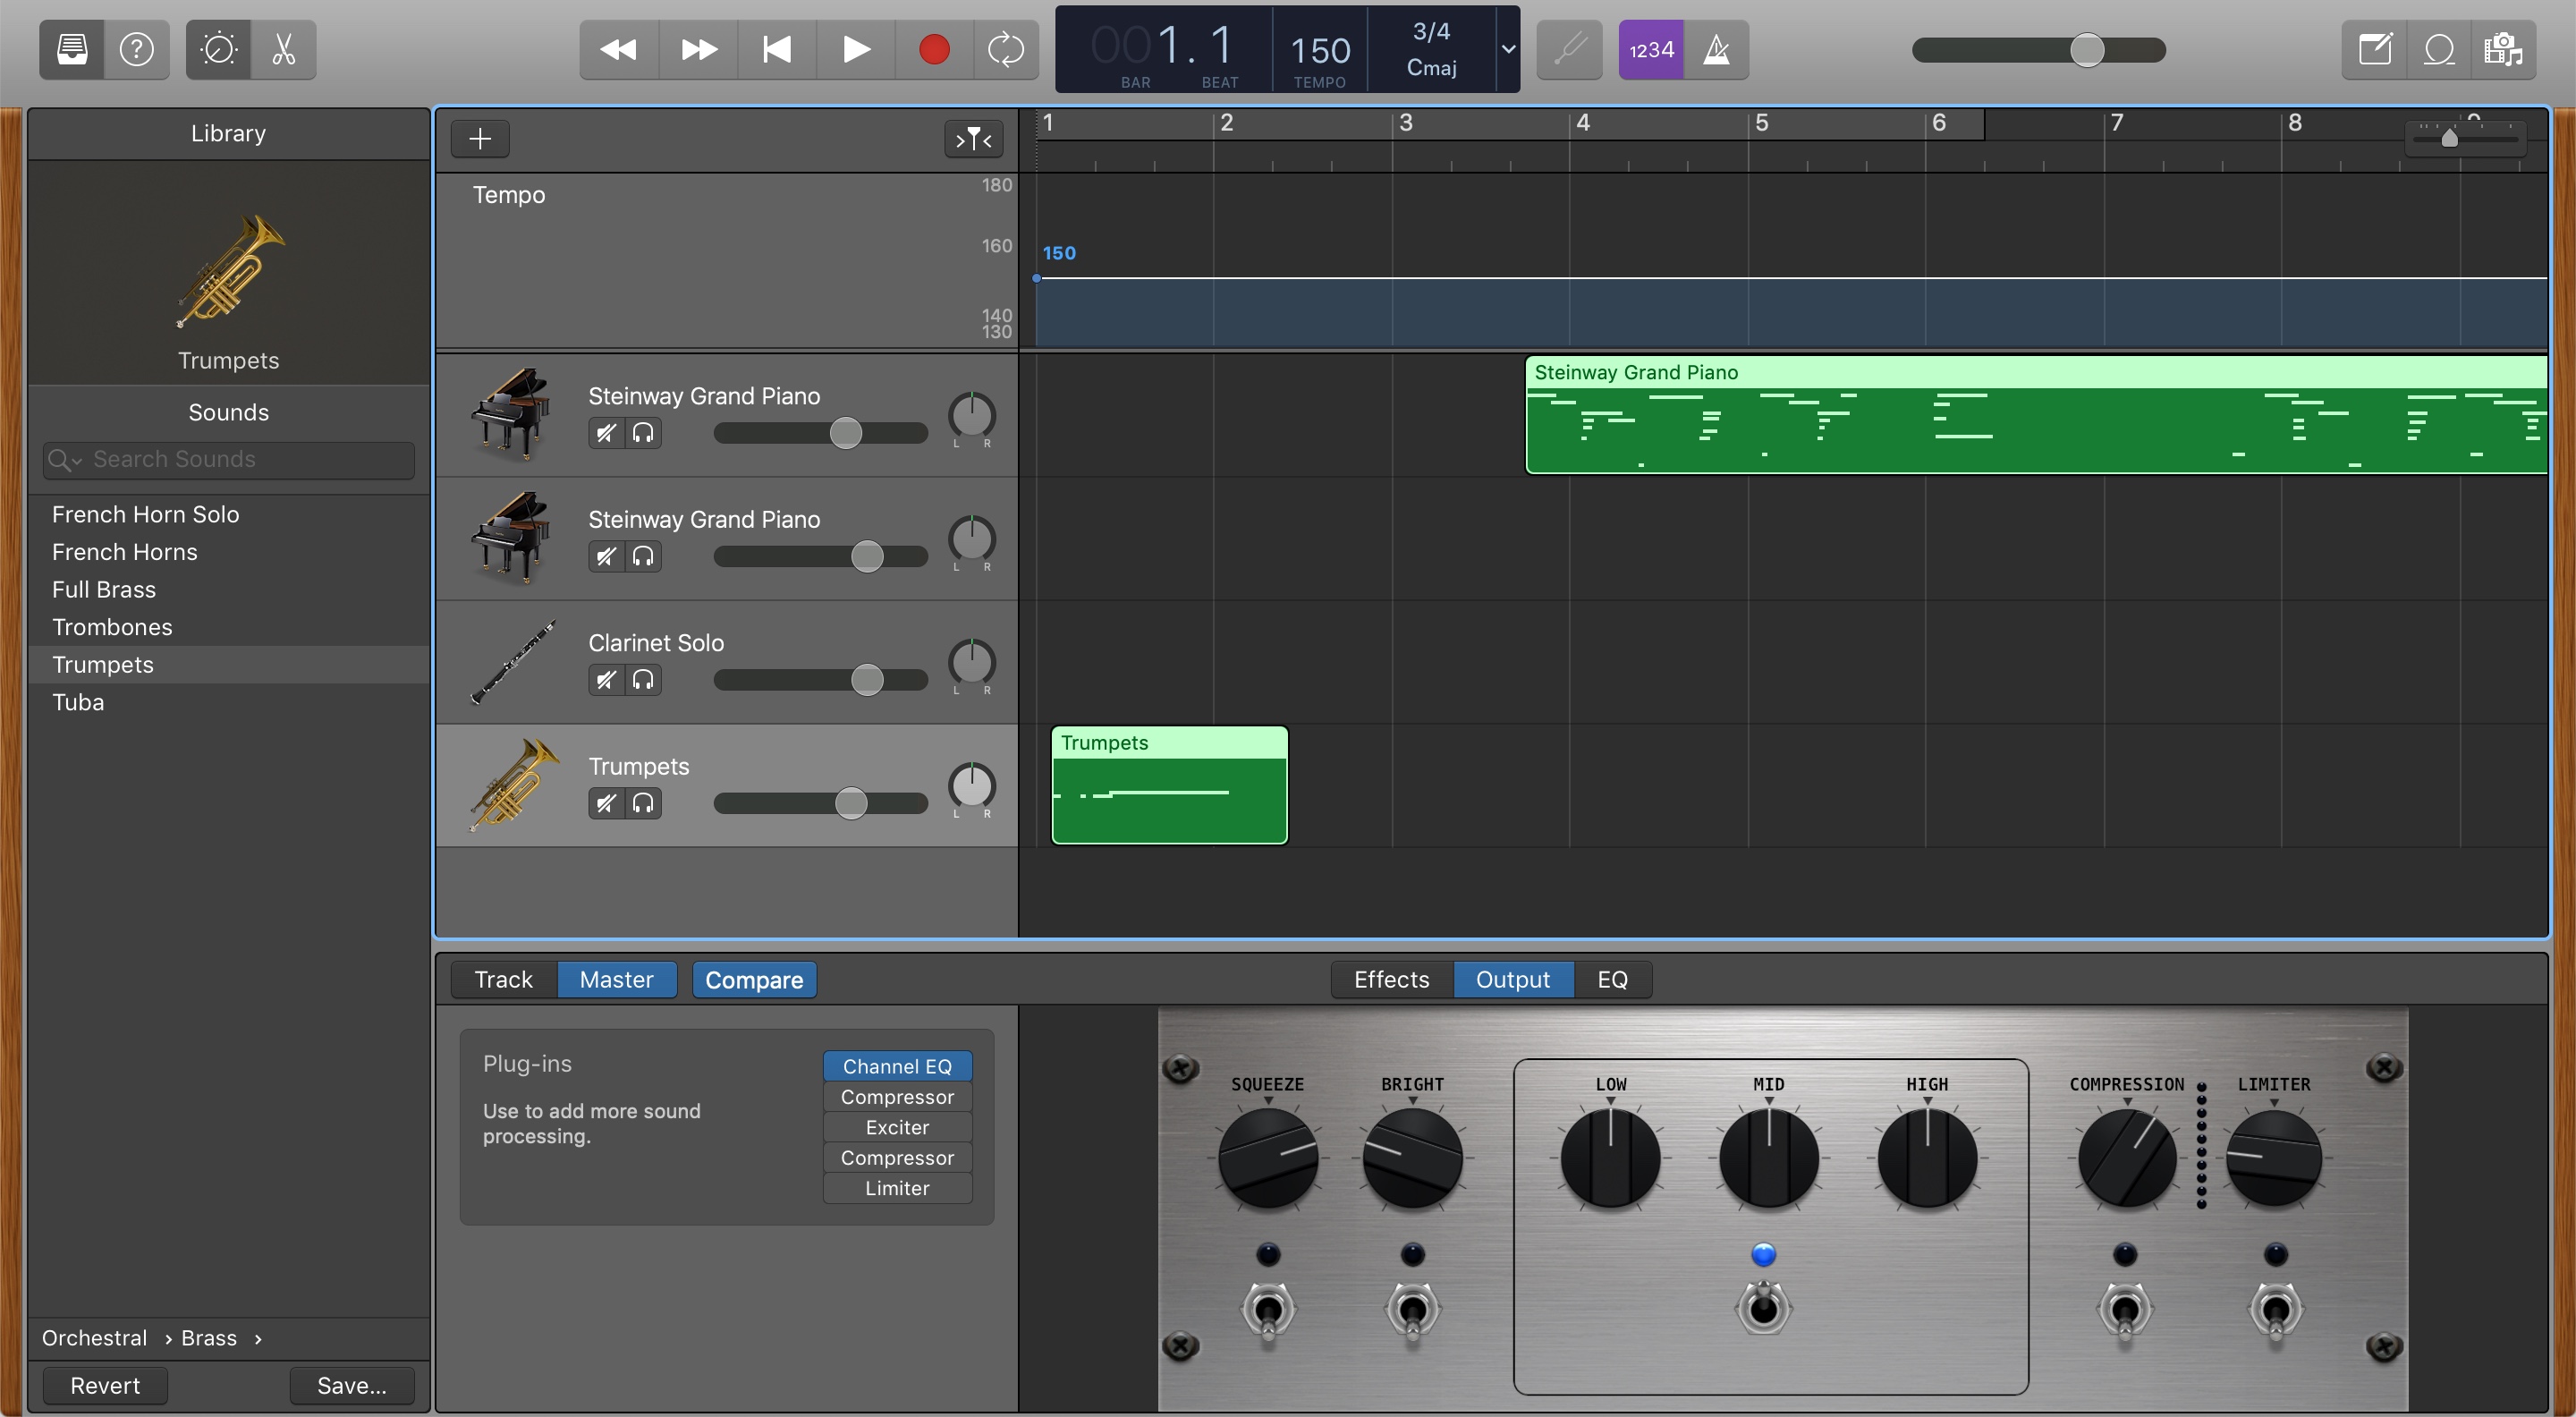 001. 1
BAR BEAT
150
TEMPO
3/4
Cmaj
1234
Library
Trumpets
Sounds
Search Sounds
French Horn Solo
French Horns
Full Brass
Trombones
Trumpets
Tuba
Orchestral › Brass ›
Revert
Save...
1 2 3 4 5 6 7 8 9
Tempo
180
160
140
130
150
Steinway Grand Piano
L R
Steinway Grand Piano
Steinway Grand Piano
L R
Clarinet Solo
L R
Trumpets
L R
Trumpets
Track Master Compare
Effects Output EQ
Plug-ins
Use to add more sound
processing.
Channel EQ
Compressor
Exciter
Compressor
Limiter
SQUEEZE BRIGHT LOW MID HIGH COMPRESSION LIMITER